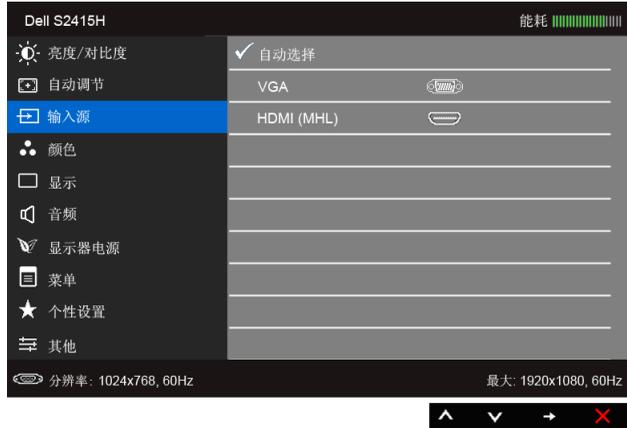 Dell S2415H 能耗
亮度/对比度 自动选择
自动调节 VGA
输入源 HDMI (MHL)
颜色
显示
音频
显示器电源
菜单
个性设置
其他
分辨率: 1024x768, 60Hz 最大: 1920x1080, 60Hz